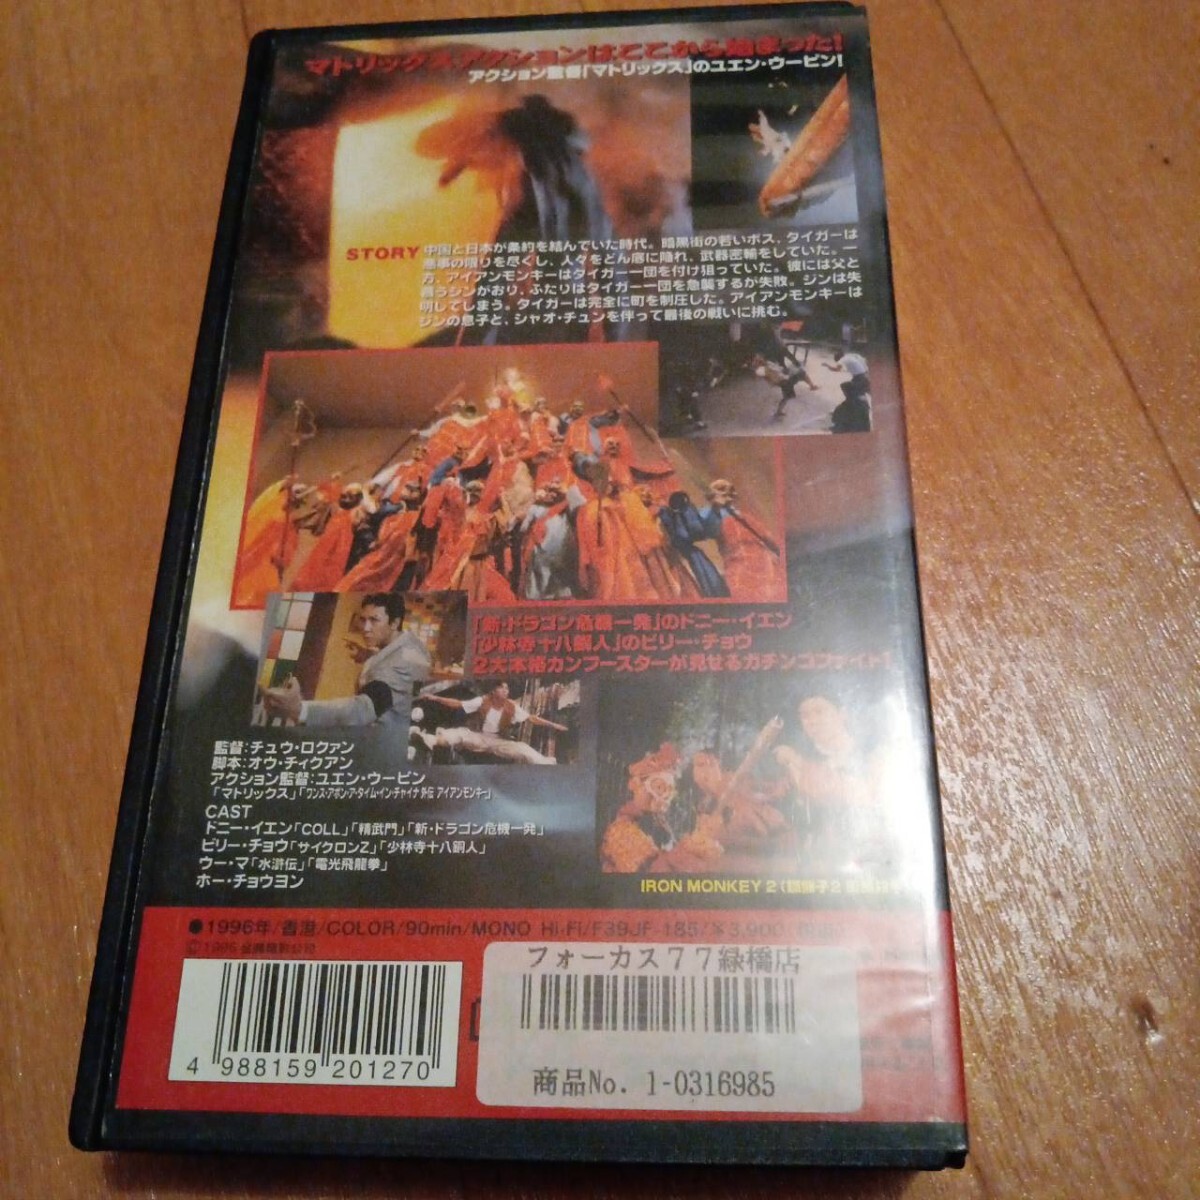 マトリックスアクションはここから始まった!
アクション監督「マトリックス」のユエン・ウーピン!
STORY 中国と日本が条約を結んでいた時代。暗黒街の若いボス、タイガーは
悪事の限りを尽くし、人々をどん底に陥れ、武器密輸をしていた。一
方、アイアンモンキーはタイガー一団を付け狙っていた。彼には父と
慕うジンがおり、ふたりはタイガー一団を急襲するが失敗。ジンは失
明してしまう。タイガーは完全に町を制圧した。アイアンモンキーは
ジンの息子と、シャオ・チュンを伴って最後の戦いに挑む。
「新・ドラゴン危機一発」のドニー・イエン
「少林寺十八銅人」のビリー・チョウ
2大本格カンフースターが見せるガチンコファイト!
監督:チュウ・ロクァン
脚本:オウ・ティクアン
アクション監督:ユエン・ウーピン
「マトリックス」「ワンス・アポン・ア・タイム・イン・チャイナ外伝 アイアンモンキー」
CAST
ドニー・イエン「COLL」「精武門」「新・ドラゴン危機一発」
ビリー・チョウ「サイクロンZ」「少林寺十八銅人」
ウー・マ「水滸伝」「電光飛龍拳」
ホー・チョウヨン
IRON MONKEY 2
●1996年/香港/COLOR/90min/MONO Hi-Fi/F39JF-185/¥3,900
©1996
フォーカス77緑橋店
4 988159 201270
商品No. 1-0316985